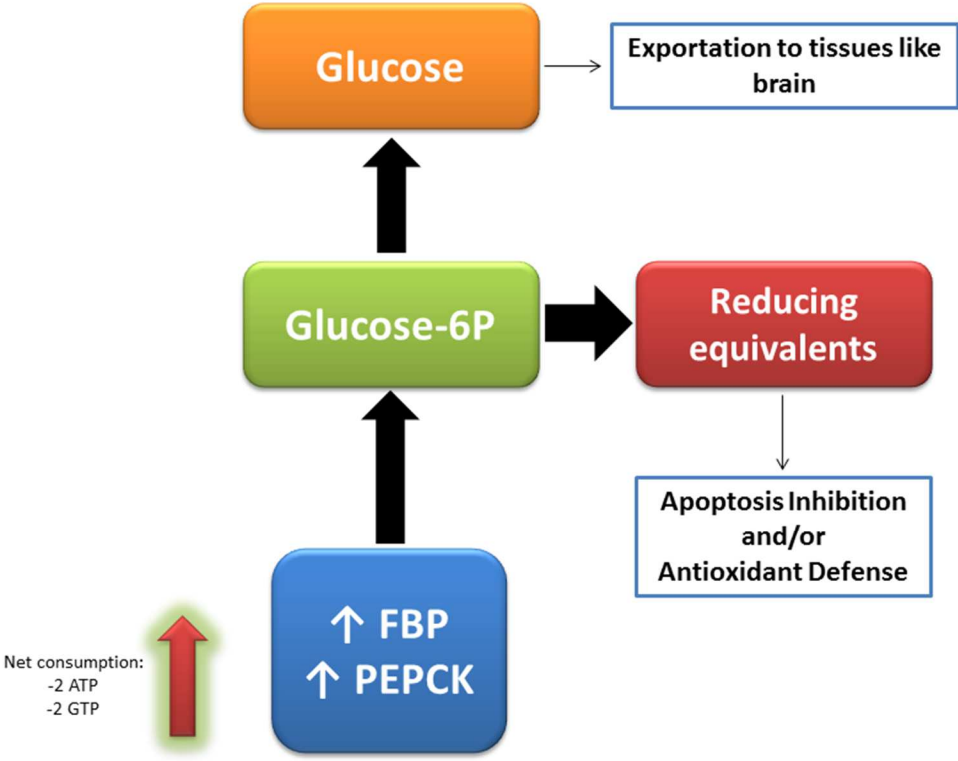 Glucose
Exportation to tissues like
brain
Glucose-6P
Reducing
equivalents
Apoptosis Inhibition
and/or
Antioxidant Defense
↑ FBP
↑ PEPCK
Net consumption:
-2 ATP
-2 GTP